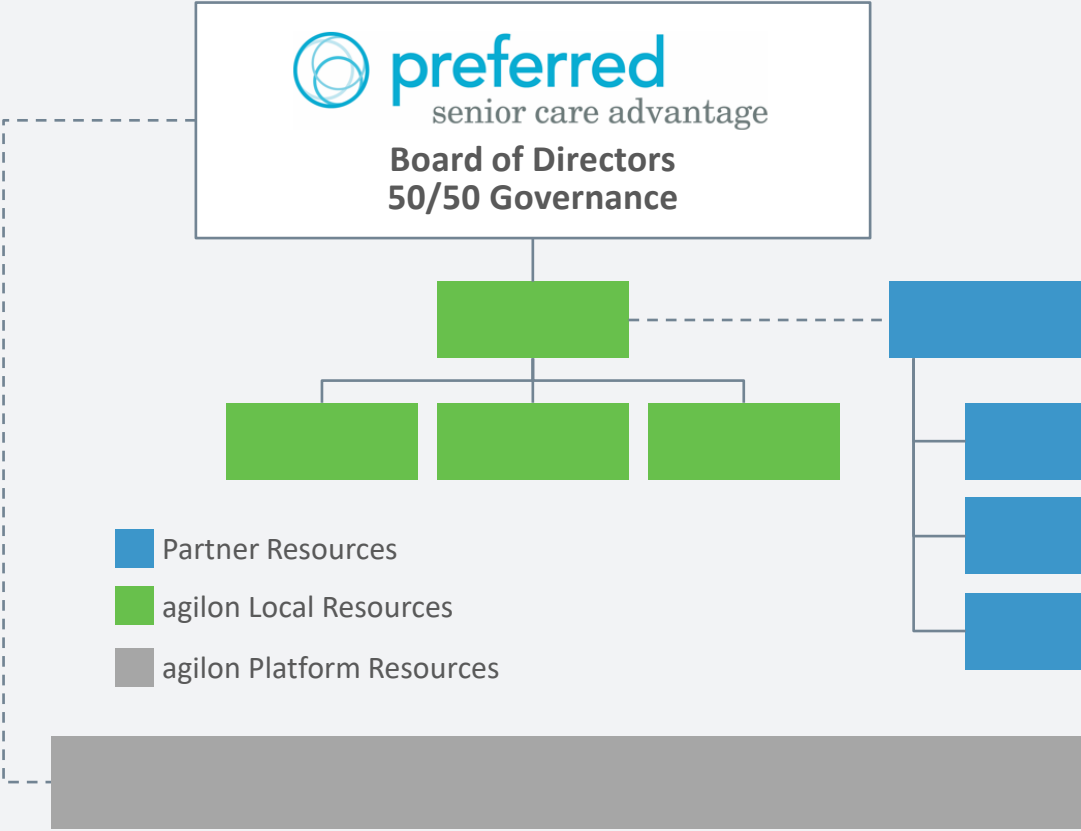 preferred
senior care advantage
Board of Directors
50/50 Governance
Partner Resources
agilon Local Resources
agilon Platform Resources